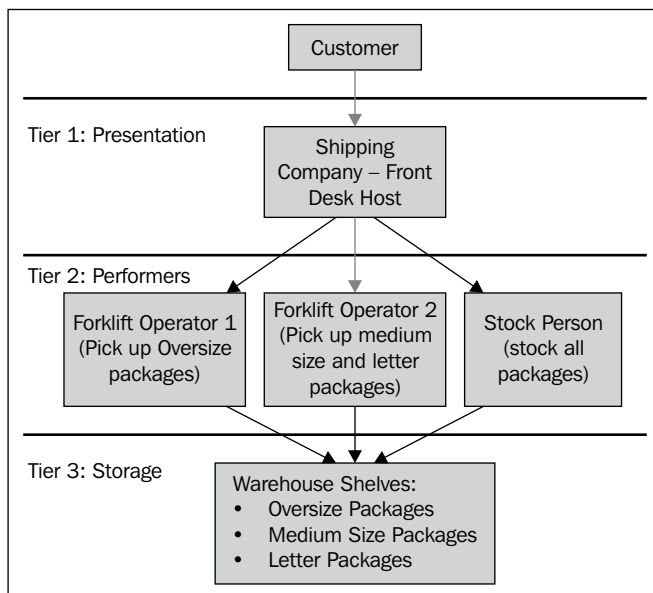 Customer
Tier 1: Presentation
Shipping
Company – Front
Desk Host
Tier 2: Performers
Forklift Operator 1
(Pick up Oversize
packages)
Forklift Operator 2
(Pick up medium
size and letter
packages)
Stock Person
(stock all
packages)
Tier 3: Storage
Warehouse Shelves:
• Oversize Packages
• Medium Size Packages
• Letter Packages